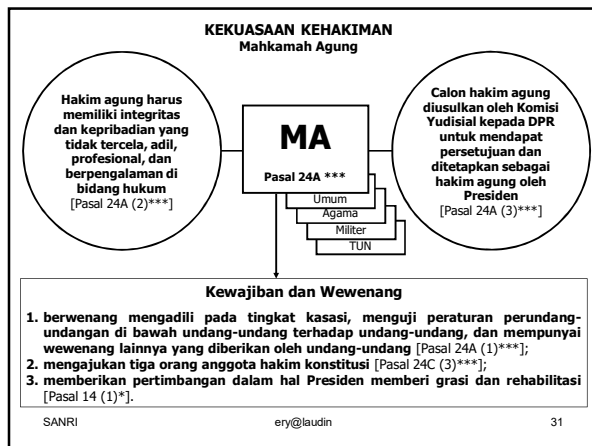 KEKUASAAN KEHAKIMAN
Mahkamah Agung
Hakim agung harus
memiliki integritas
dan kepribadian yang
tidak tercela, adil,
profesional, dan
berpengalaman di
bidang hukum
[Pasal 24A (2)***]
MA
Pasal 24A ***
Umum
Agama
Militer
TUN
Calon hakim agung
diusulkan oleh Komisi
Yudisial kepada DPR
untuk mendapat
persetujuan dan
ditetapkan sebagai
hakim agung oleh
Presiden
[Pasal 24A (3)***]
Kewajiban dan Wewenang
1. berwenang mengadili pada tingkat kasasi, menguji peraturan perundang-
undangan di bawah undang-undang terhadap undang-undang, dan mempunyai
wewenang lainnya yang diberikan oleh undang-undang [Pasal 24A (1)***];
2. mengajukan tiga orang anggota hakim konstitusi [Pasal 24C (3)***];
3. memberikan pertimbangan dalam hal Presiden memberi grasi dan rehabilitasi
[Pasal 14 (1)*].
SANRI
ery@laudin
31